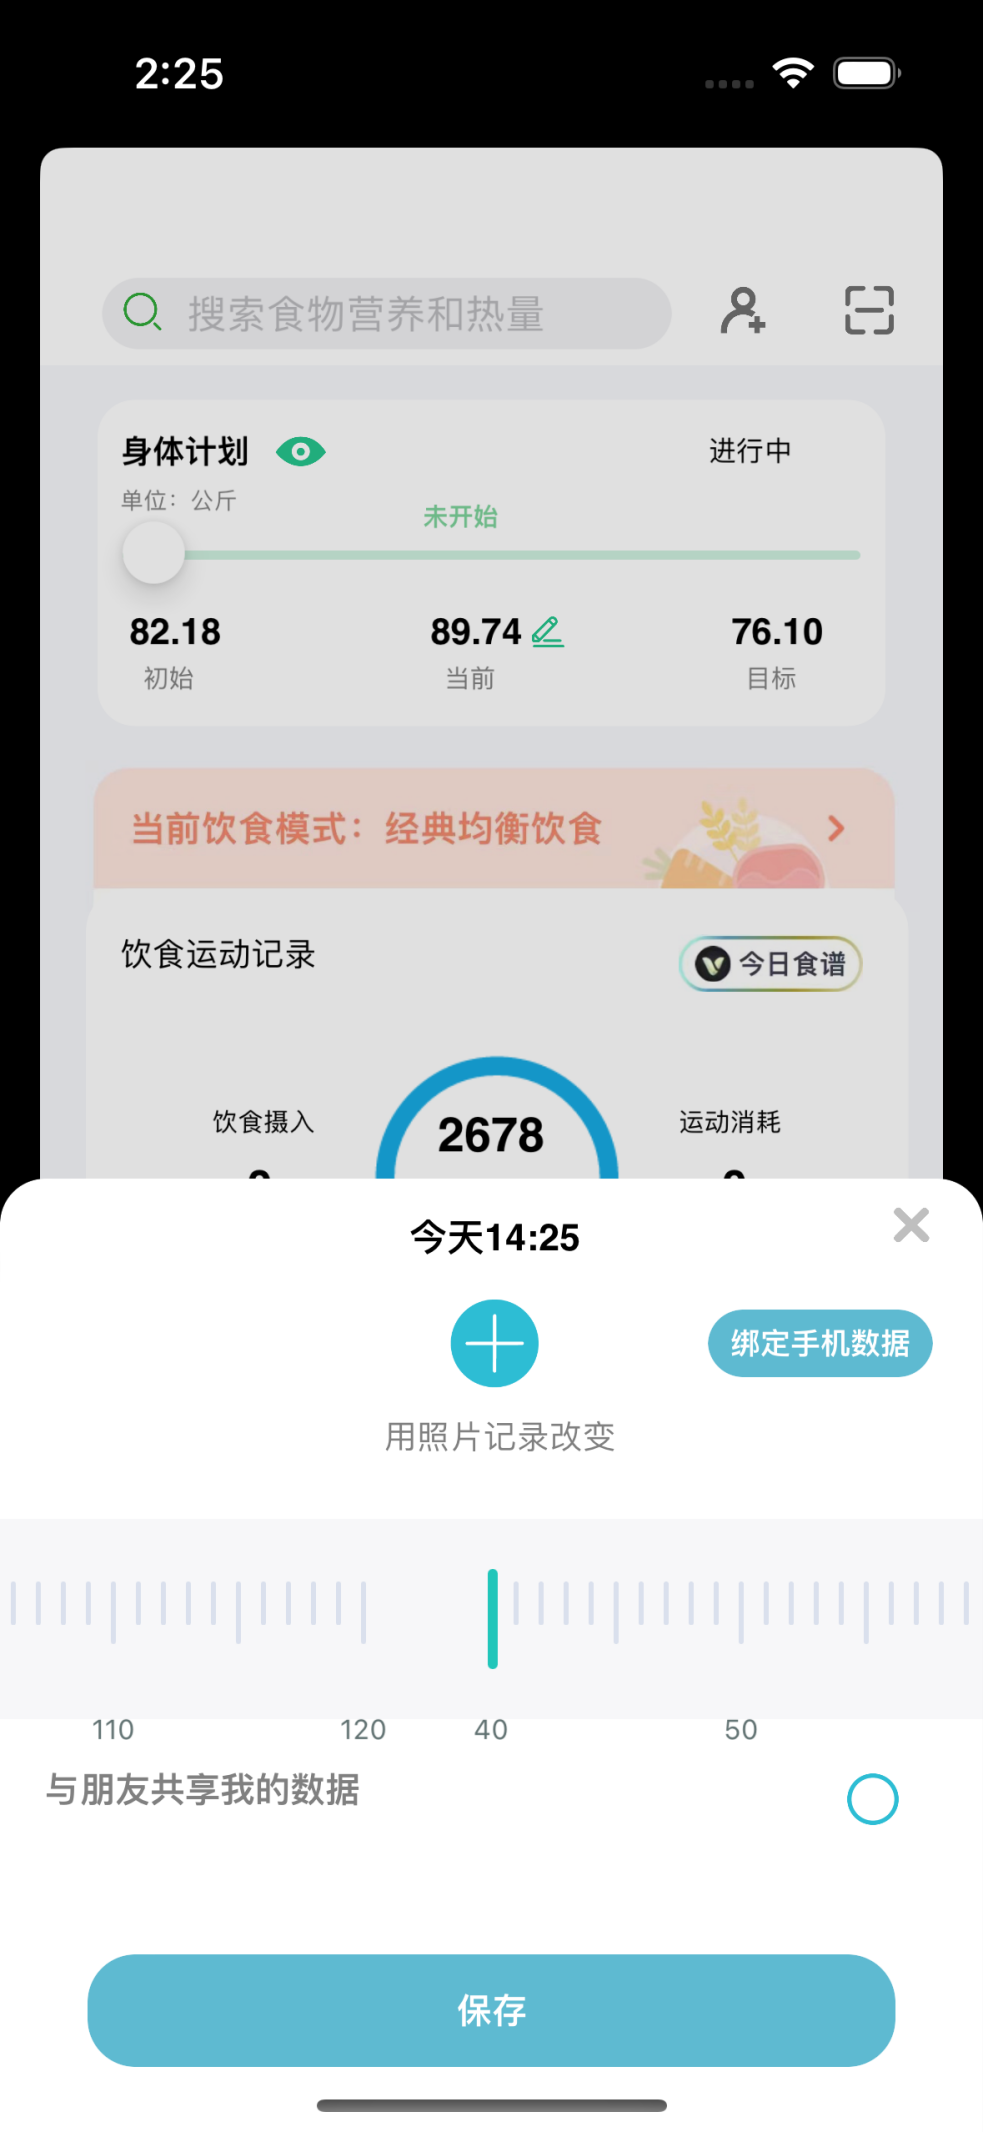 2:25
搜索食物营养和热量
身体计划
进行中
单位：公斤
未开始
82.18
89.74
76.10
初始
当前
目标
当前饮食模式：经典均衡饮食
饮食运动记录
今日食谱
饮食摄入
2678
运动消耗
今天14:25
绑定手机数据
用照片记录改变
110
120
40
50
与朋友共享我的数据
保存